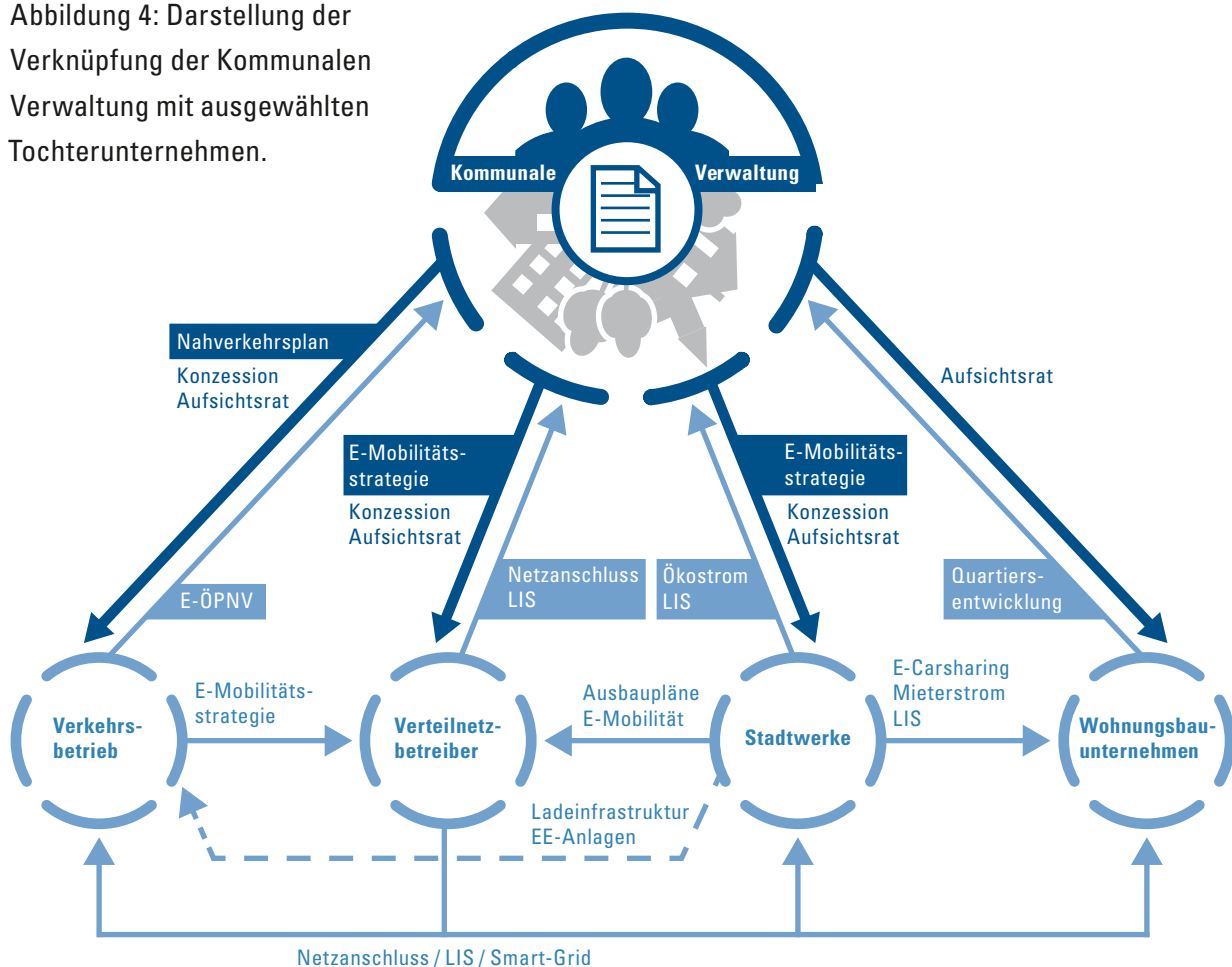 Abbildung 4: Darstellung der
Verknüpfung der Kommunalen
Verwaltung mit ausgewählten
Tochterunternehmen.
Kommunale
Verwaltung
Nahverkehrsplan
Konzession
Aufsichtsrat
E-Mobilitäts-
strategie
Konzession
Aufsichtsrat
E-Mobilitäts-
strategie
Konzession
Aufsichtsrat
Aufsichtsrat
E-ÖPNV
Netzanschluss
LIS
Ökostrom
LIS
Quartiers-
entwicklung
Verkehrs-
betrieb
E-Mobilitäts-
strategie
Verteilnetz-
betreiber
Ausbaupläne
E-Mobilität
Stadtwerke
E-Carsharing
Mieterstrom
LIS
Wohnungsbau-
unternehmen
Ladeinfrastruktur
EE-Anlagen
Netzanschluss / LIS / Smart-Grid